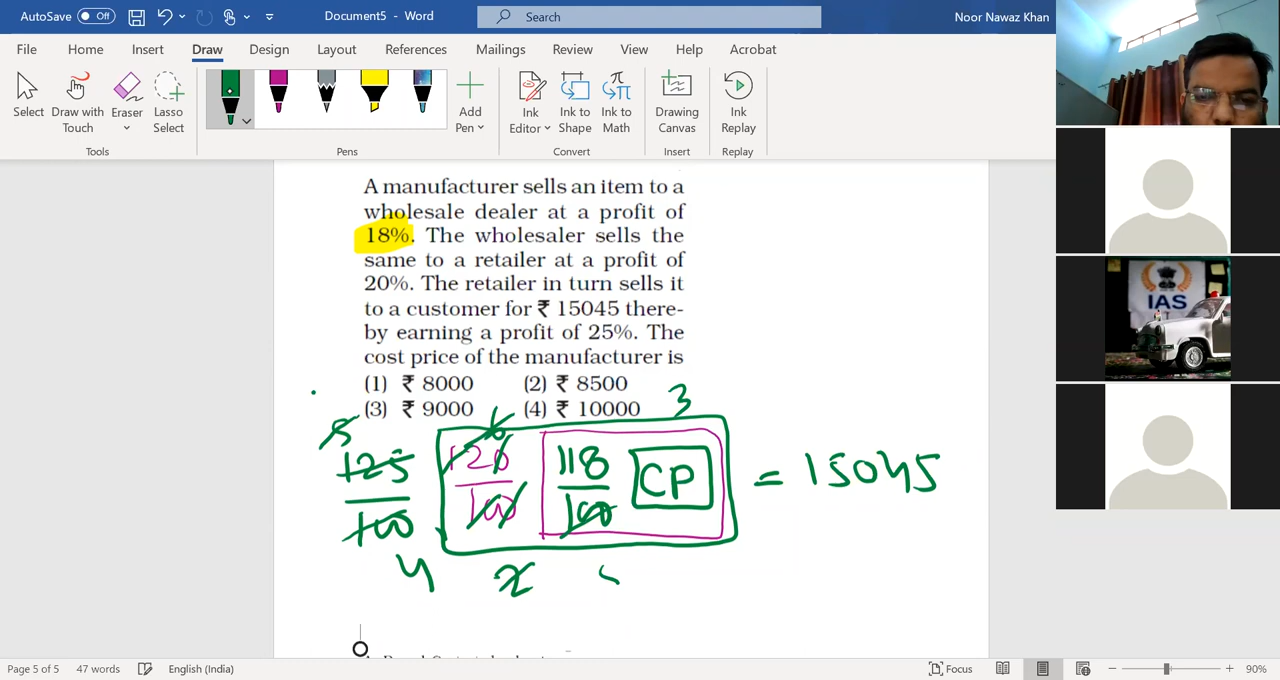 AutoSave Off Document5 - Word Search Noor Nawaz Khan
File Home Insert Draw Design Layout References Mailings Review View Help Acrobat
Select Draw with Touch Eraser Lasso Select Add Pen Ink Editor Ink to Shape Ink to Math Drawing Canvas Ink Replay
Tools Pens Convert Insert Replay
A manufacturer sells an item to a
wholesale dealer at a profit of
18%. The wholesaler sells the
same to a retailer at a profit of
20%. The retailer in turn sells it
to a customer for ₹ 15045 there-
by earning a profit of 25%. The
cost price of the manufacturer is
(1) ₹ 8000 (2) ₹ 8500
(3) ₹ 9000 (4) ₹ 10000
5 6 3
125 120 118 CP = 15045
100 100 100
4
IAS
Page 5 of 5 47 words English (India) Focus 90%